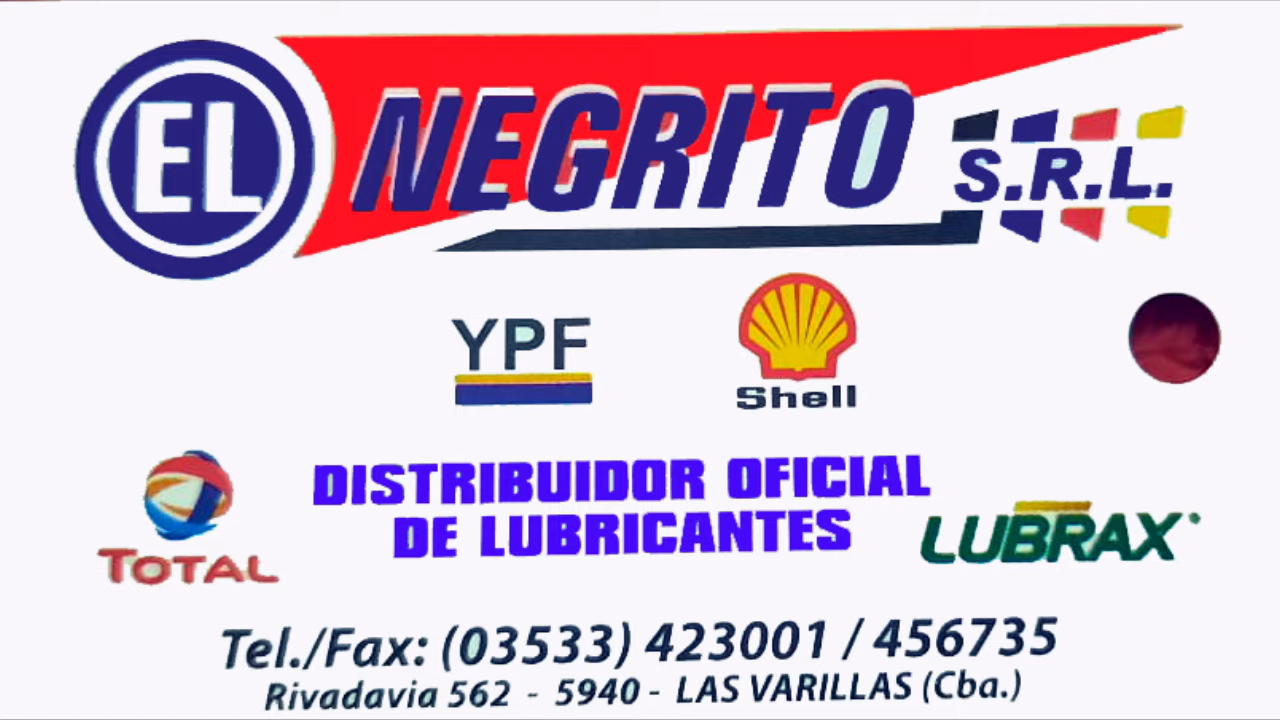 EL NEGRITO S.R.L.
YPF
Shell
TOTAL
DISTRIBUIDOR OFICIAL
DE LUBRICANTES
LUBRAX
Tel./Fax: (03533) 423001 / 456735
Rivadavia 562 - 5940 - LAS VARILLAS (Cba.)